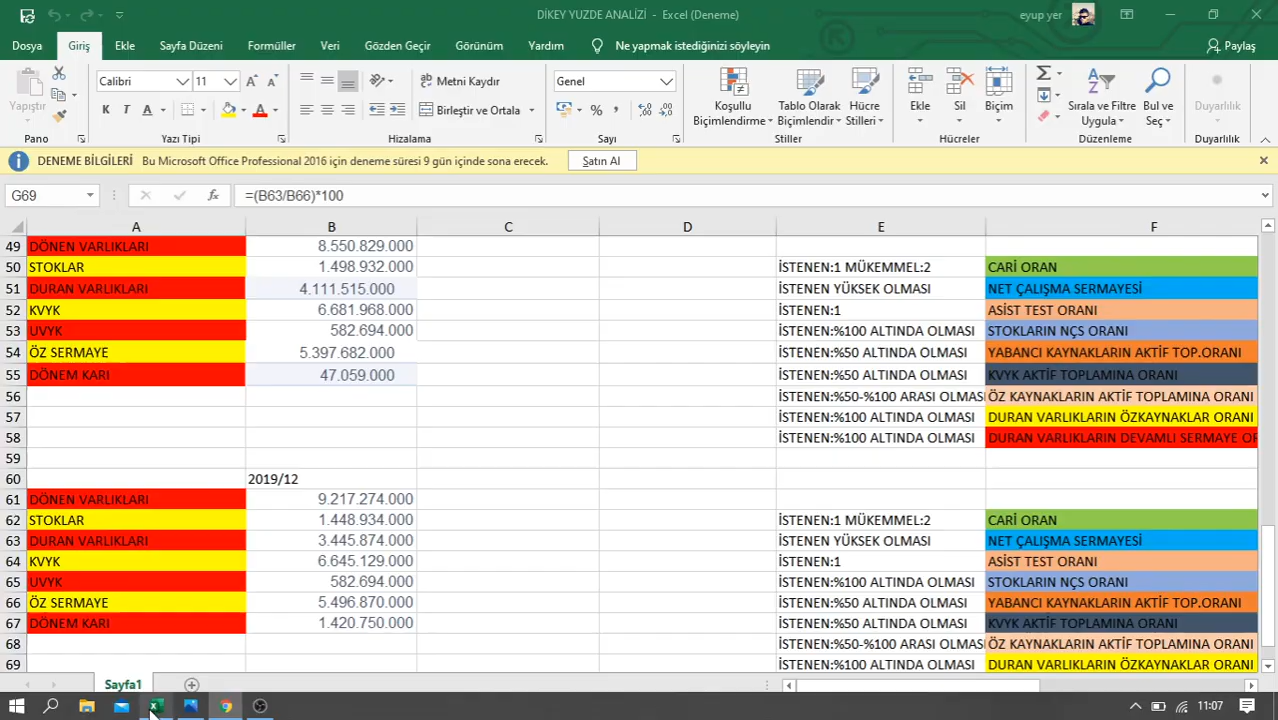 DİKEY YUZDE ANALİZİ - Excel (Deneme)
eyup yer
Dosya Giriş Ekle Sayfa Düzeni Formüller Veri Gözden Geçir Görünüm Yardım Ne yapmak istediğinizi söyleyin Paylaş
Yapıştır
Calibri 11
K T A
A A
Metni Kaydır
Birleştir ve Ortala
Genel
%
Koşullu Biçimlendirme
Tablo Olarak Biçimlendir
Hücre Stilleri
Ekle
Sil
Biçim
Sırala ve Filtre Uygula
Bul ve Seç
Duyarlılık
Pano Yazı Tipi Hizalama Sayı Stiller Hücreler Düzenleme Duyarlılık
DENEME BİLGİLERİ Bu Microsoft Office Professional 2016 için deneme süresi 9 gün içinde sona erecek. Satın Al
G69 fx =(B63/B66)*100
A B C D E F
49 DÖNEN VARLIKLARI 8.550.829.000
50 STOKLAR 1.498.932.000 İSTENEN:1 MÜKEMMEL:2 CARİ ORAN
51 DURAN VARLIKLARI 4.111.515.000 İSTENEN YÜKSEK OLMASI NET ÇALIŞMA SERMAYESİ
52 KVYK 6.681.968.000 İSTENEN:1 ASİST TEST ORANI
53 UVYK 582.694.000 İSTENEN:%100 ALTINDA OLMASI STOKLARIN NÇS ORANI
54 ÖZ SERMAYE 5.397.682.000 İSTENEN:%50 ALTINDA OLMASI YABANCI KAYNAKLARIN AKTİF TOP.ORANI
55 DÖNEM KARI 47.059.000 İSTENEN:%50 ALTINDA OLMASI KVYK AKTİF TOPLAMINA ORANI
56 İSTENEN:%50-%100 ARASI OLMAS ÖZ KAYNAKLARIN AKTİF TOPLAMINA ORANI
57 İSTENEN:%100 ALTINDA OLMASI DURAN VARLIKLARIN ÖZKAYNAKLAR ORANI
58 İSTENEN:%100 ALTINDA OLMASI DURAN VARLIKLARIN DEVAMLI SERMAYE OR
59
60 2019/12
61 DÖNEN VARLIKLARI 9.217.274.000
62 STOKLAR 1.448.934.000 İSTENEN:1 MÜKEMMEL:2 CARİ ORAN
63 DURAN VARLIKLARI 3.445.874.000 İSTENEN YÜKSEK OLMASI NET ÇALIŞMA SERMAYESİ
64 KVYK 6.645.129.000 İSTENEN:1 ASİST TEST ORANI
65 UVYK 582.694.000 İSTENEN:%100 ALTINDA OLMASI STOKLARIN NÇS ORANI
66 ÖZ SERMAYE 5.496.870.000 İSTENEN:%50 ALTINDA OLMASI YABANCI KAYNAKLARIN AKTİF TOP.ORANI
67 DÖNEM KARI 1.420.750.000 İSTENEN:%50 ALTINDA OLMASI KVYK AKTİF TOPLAMINA ORANI
68 İSTENEN:%50-%100 ARASI OLMAS ÖZ KAYNAKLARIN AKTİF TOPLAMINA ORANI
69 İSTENEN:%100 ALTINDA OLMASI DURAN VARLIKLARIN ÖZKAYNAKLAR ORANI
Sayfa1
11:07